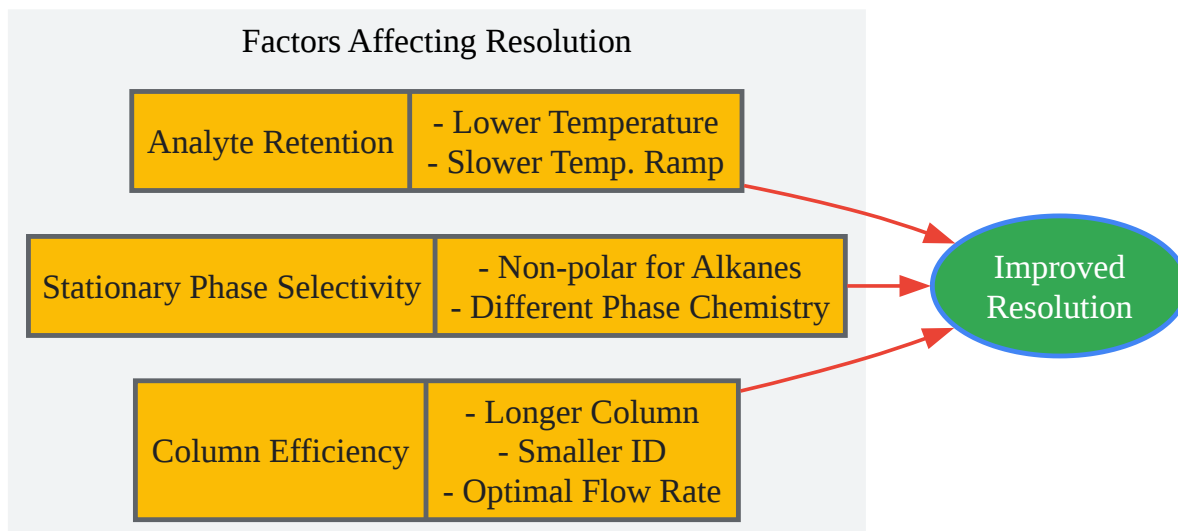 Factors Affecting Resolution
Analyte Retention
- Lower Temperature
- Slower Temp. Ramp
Stationary Phase Selectivity
- Non-polar for Alkanes
- Different Phase Chemistry
Column Efficiency
- Longer Column
- Smaller ID
- Optimal Flow Rate
Improved
Resolution